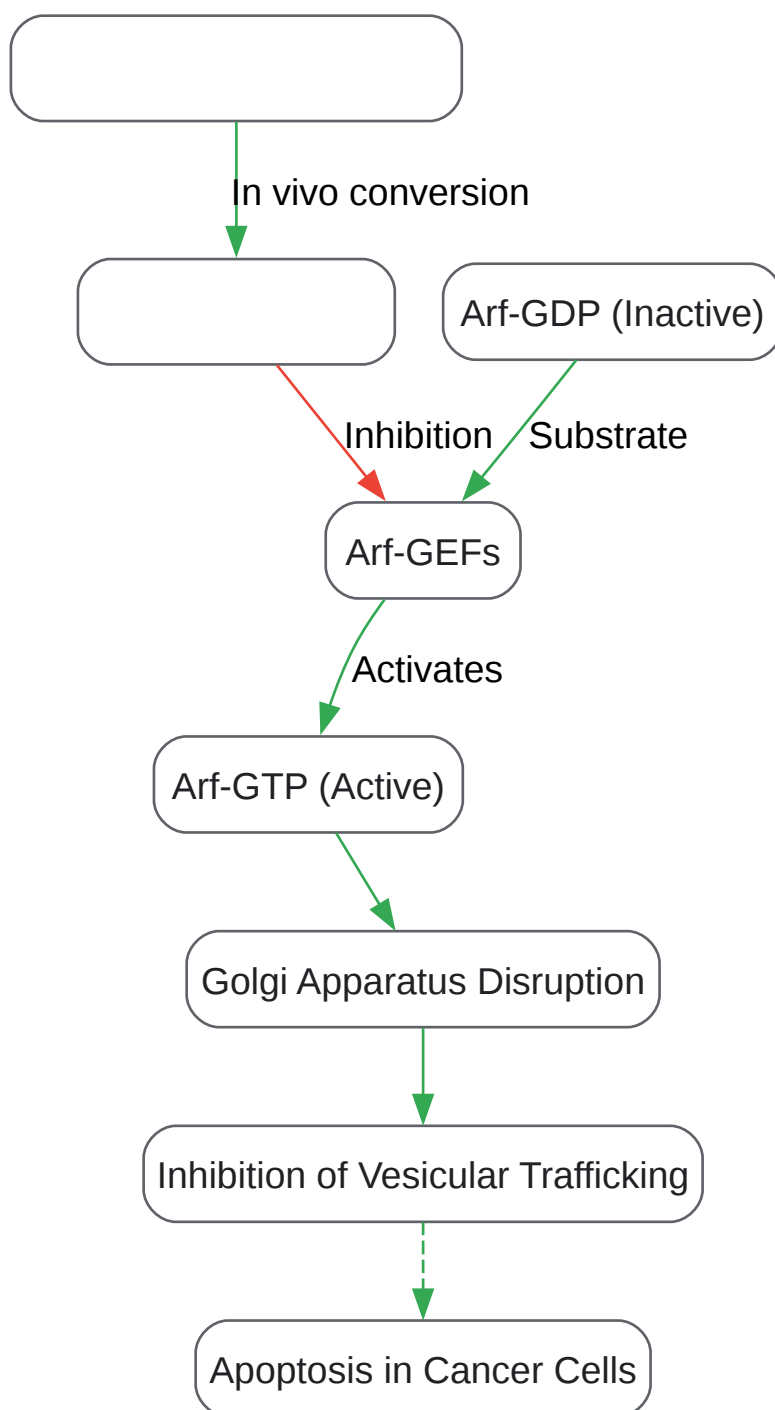 In vivo conversion
Arf-GDP (Inactive)
Inhibition
Substrate
Arf-GEFs
Activates
Arf-GTP (Active)
Golgi Apparatus Disruption
Inhibition of Vesicular Trafficking
Apoptosis in Cancer Cells